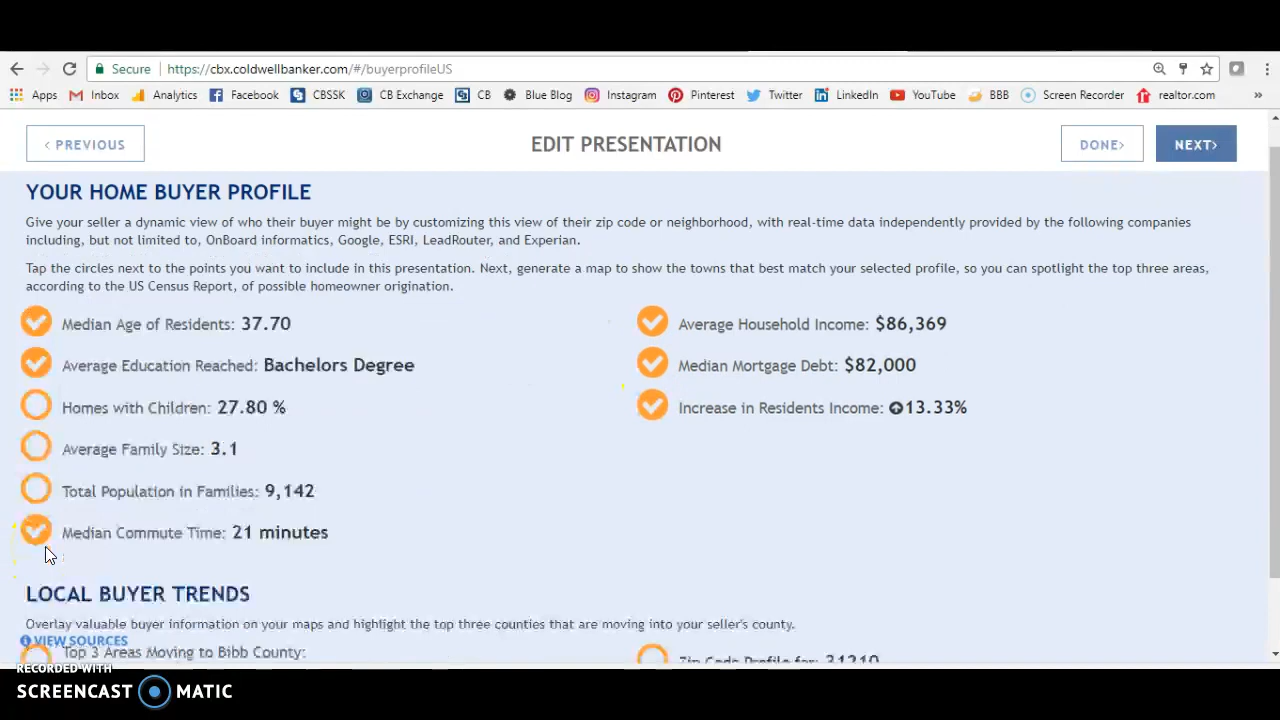 Secure https://cbx.coldwellbanker.com/#/buyerprofileUS
Apps Inbox Analytics Facebook CBSSK CB Exchange CB Blue Blog Instagram Pinterest Twitter LinkedIn YouTube BBB Screen Recorder realtor.com »
< PREVIOUS EDIT PRESENTATION DONE> NEXT>
YOUR HOME BUYER PROFILE
Give your seller a dynamic view of who their buyer might be by customizing this view of their zip code or neighborhood, with real-time data independently provided by the following companies
including, but not limited to, OnBoard informatics, Google, ESRI, LeadRouter, and Experian.
Tap the circles next to the points you want to include in this presentation. Next, generate a map to show the towns that best match your selected profile, so you can spotlight the top three areas,
according to the US Census Report, of possible homeowner origination.
Median Age of Residents: 37.70 Average Household Income: $86,369
Average Education Reached: Bachelors Degree Median Mortgage Debt: $82,000
Homes with Children: 27.80 % Increase in Residents Income: 13.33%
Average Family Size: 3.1
Total Population in Families: 9,142
Median Commute Time: 21 minutes
LOCAL BUYER TRENDS
Overlay valuable buyer information on your maps and highlight the top three counties that are moving into your seller's county.
VIEW SOURCES
Top 3 Areas Moving to Bibb County: Zip Code Profile for: 31210
RECORDED WITH
SCREENCAST MATIC